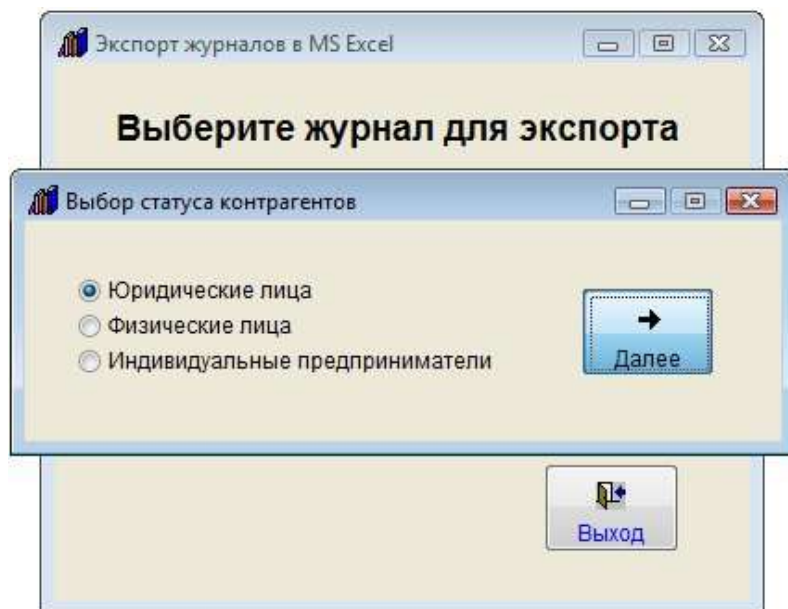 Экспорт журналов в MS Excel
Выберите журнал для экспорта
Выбор статуса контрагентов
Юридические лица
Физические лица
Индивидуальные предприниматели
Далее
Выход